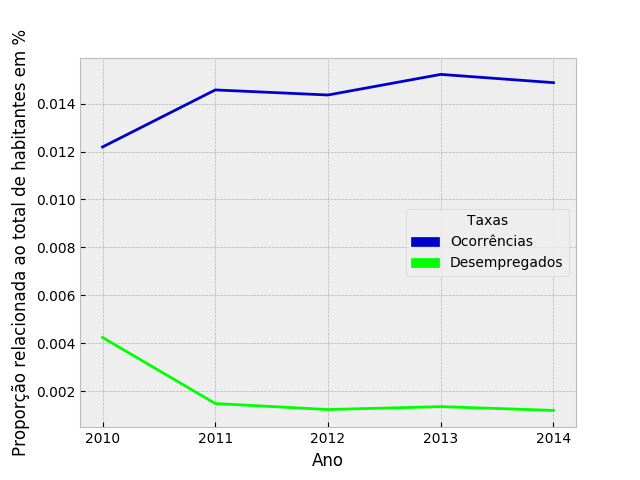 Proporção relacionada ao total de habitantes em %
0.014
0.012
0.010
0.008
0.006
0.004
0.002
Taxas
Ocorrências
Desempregados
2010 2011 2012 2013 2014
Ano